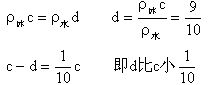 ρ冰c = ρ水d  d = ρ冰c/ρ水 = 9/10
c − d = 1/10 c  即d比c小1/10